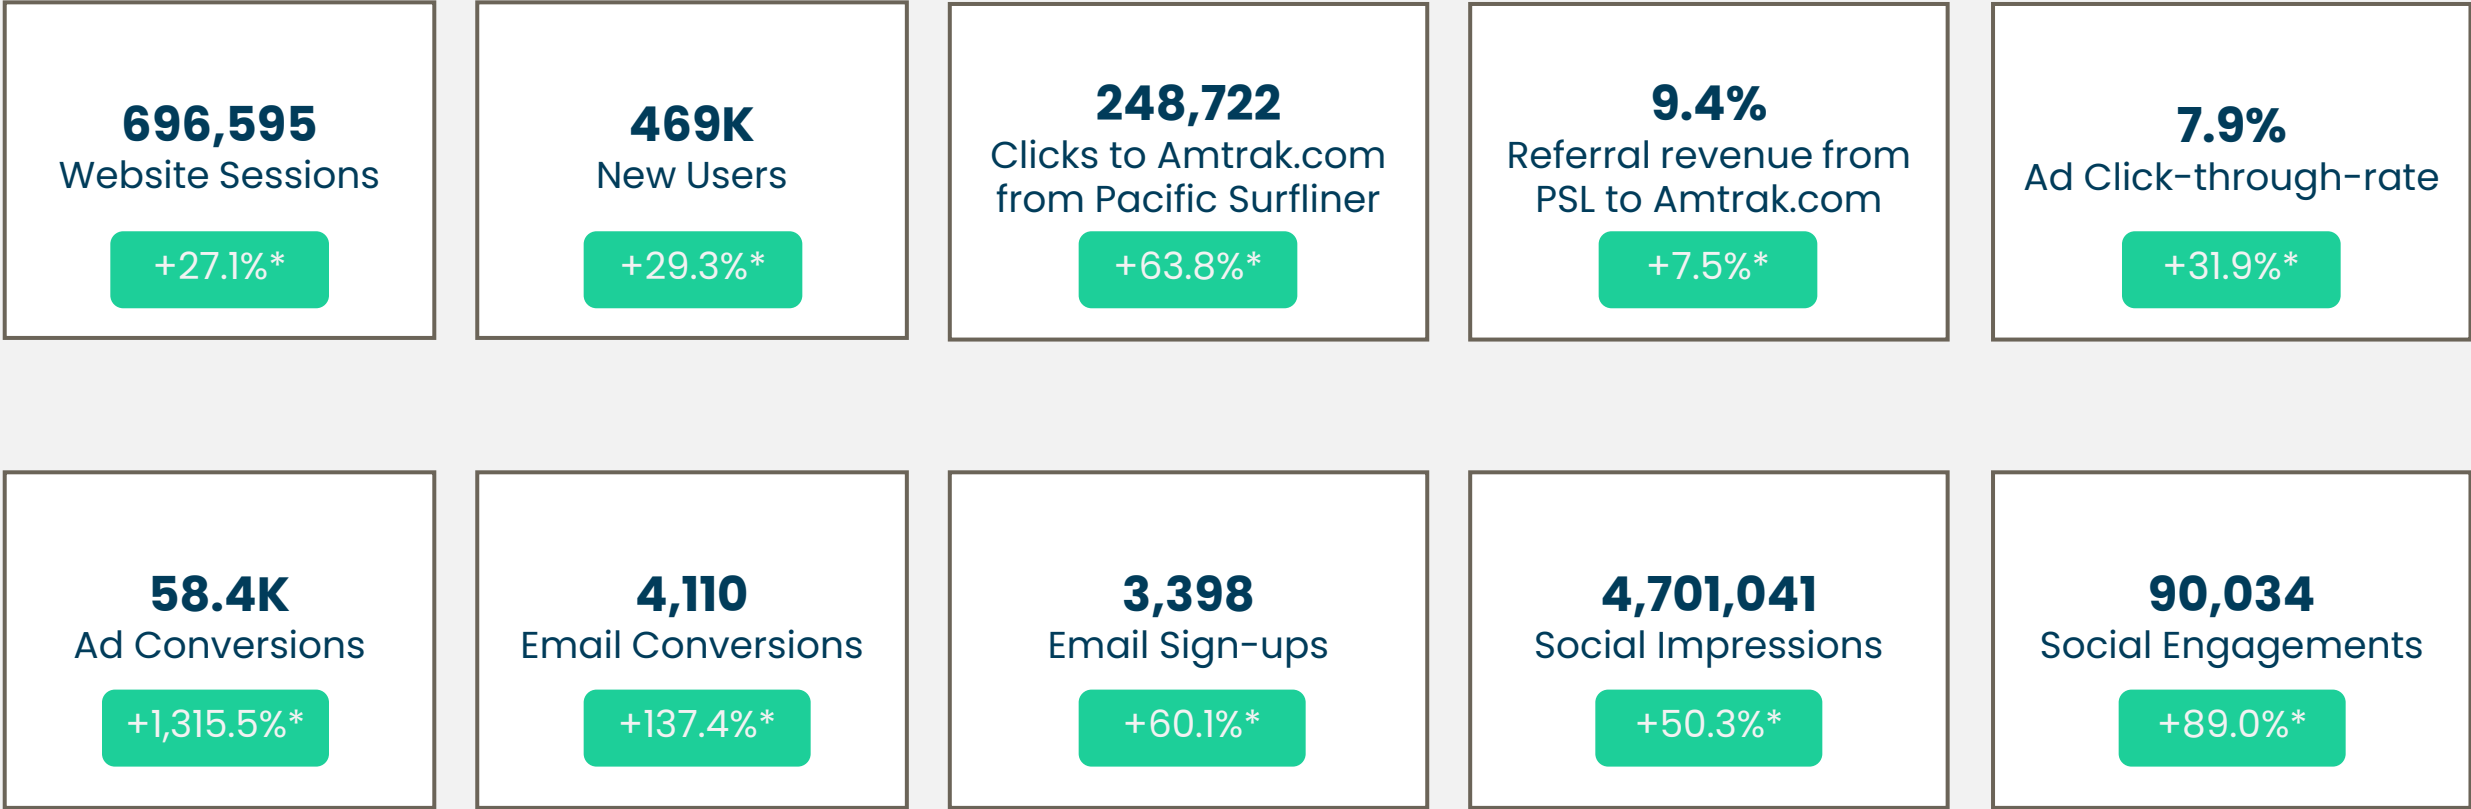 696,595
Website Sessions
+27.1%*
469K
New Users
+29.3%*
248,722
Clicks to Amtrak.com
from Pacific Surfliner
+63.8%*
9.4%
Referral revenue from
PSL to Amtrak.com
+7.5%*
7.9%
Ad Click-through-rate
+31.9%*
58.4K
Ad Conversions
+1,315.5%*
4,110
Email Conversions
+137.4%*
3,398
Email Sign-ups
+60.1%*
4,701,041
Social Impressions
+50.3%*
90,034
Social Engagements
+89.0%*